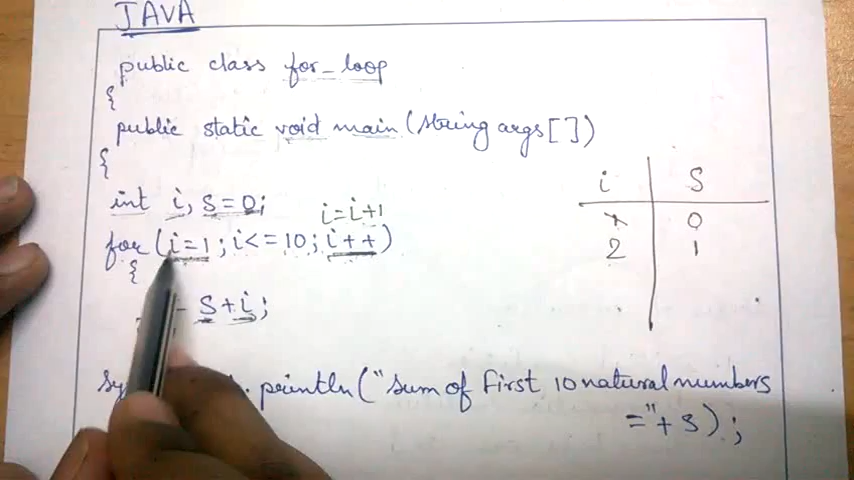 JAVA
public class for_loop
{
public static void main (String args [])
{
int i, S=0;
i=i+1
for (i=1; i<=10; i++)
{
S+i;
println ("Sum of First 10 natural numbers
="+ S);
i S
1 0
2 1